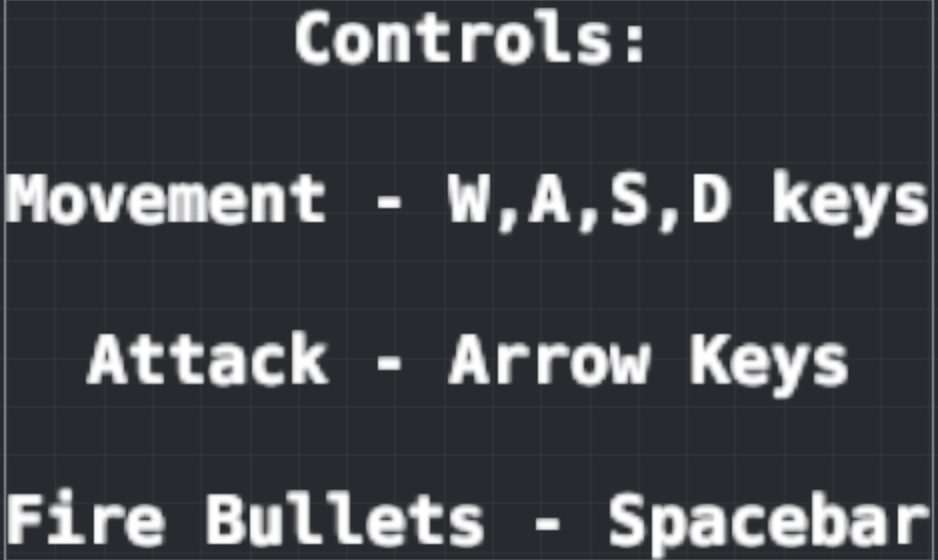 Controls:
Movement - W,A,S,D keys
Attack - Arrow Keys
Fire Bullets - Spacebar